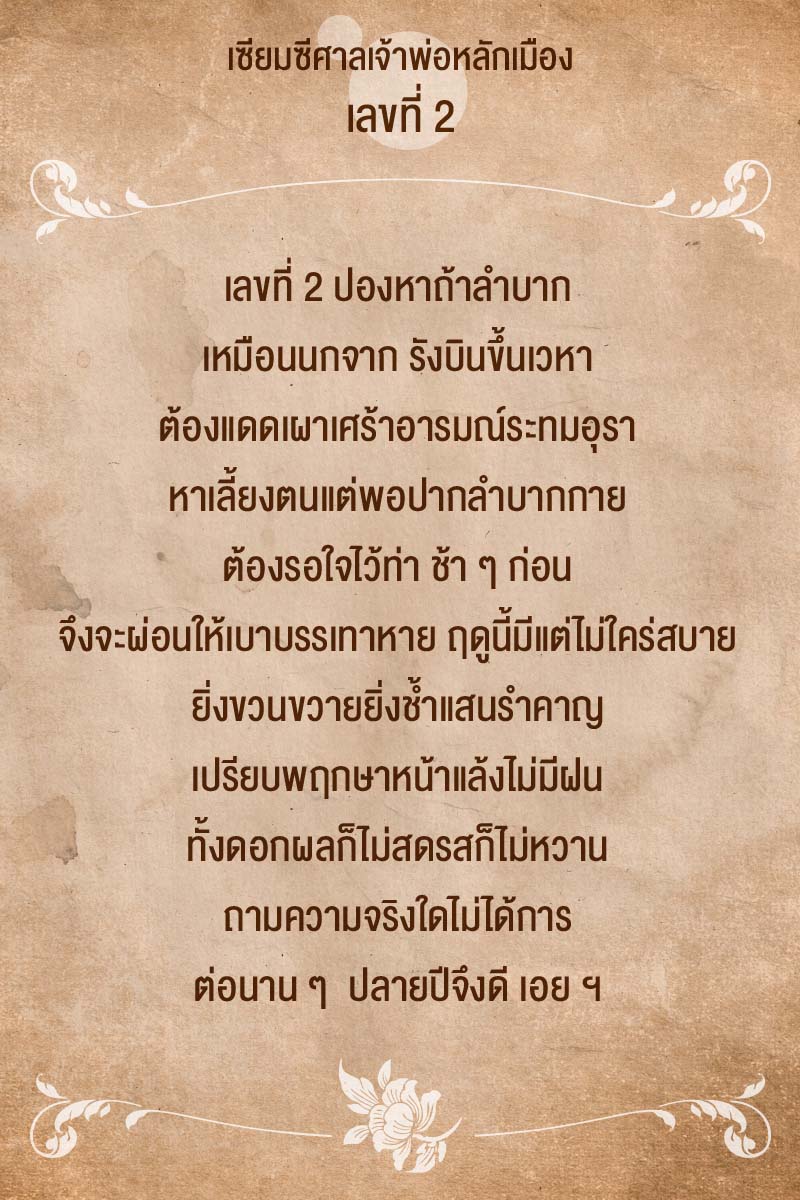 เซียมซีศาลเจ้าพ่อหลักเมือง
เลขที่ 2
เลขที่ 2 ปองหาถ้าลำบาก
เหมือนนกจาก รังบินขึ้นเวหา
ต้องแดดเผาเศร้าอารมณ์ระทมอุรา
หาเลี้ยงตนแต่พอปากลำบากกาย
ต้องรอใจไว้ท่า ช้า ๆ ก่อน
จึงจะผ่อนให้เบาบรรเทาหาย ฤดูนี้มีแต่ไม่ใคร่สบาย
ยิ่งขวนขวายยิ่งช้ำแสนรำคาญ
เปรียบพฤกษาหน้าแล้งไม่มีฝน
ทั้งดอกผลก็ไม่สดรสก็ไม่หวาน
ถามความจริงใดไม่ได้การ
ต่อนาน ๆ ปลายปีจึงดี เอย ฯ